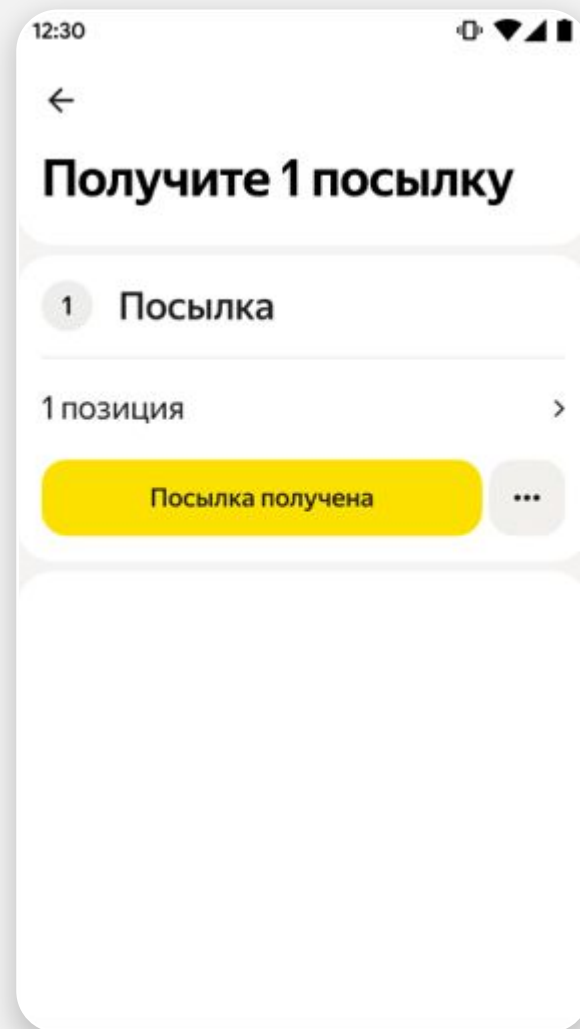 12:30
Получите 1 посылку
1 Посылка
1 позиция
Посылка получена